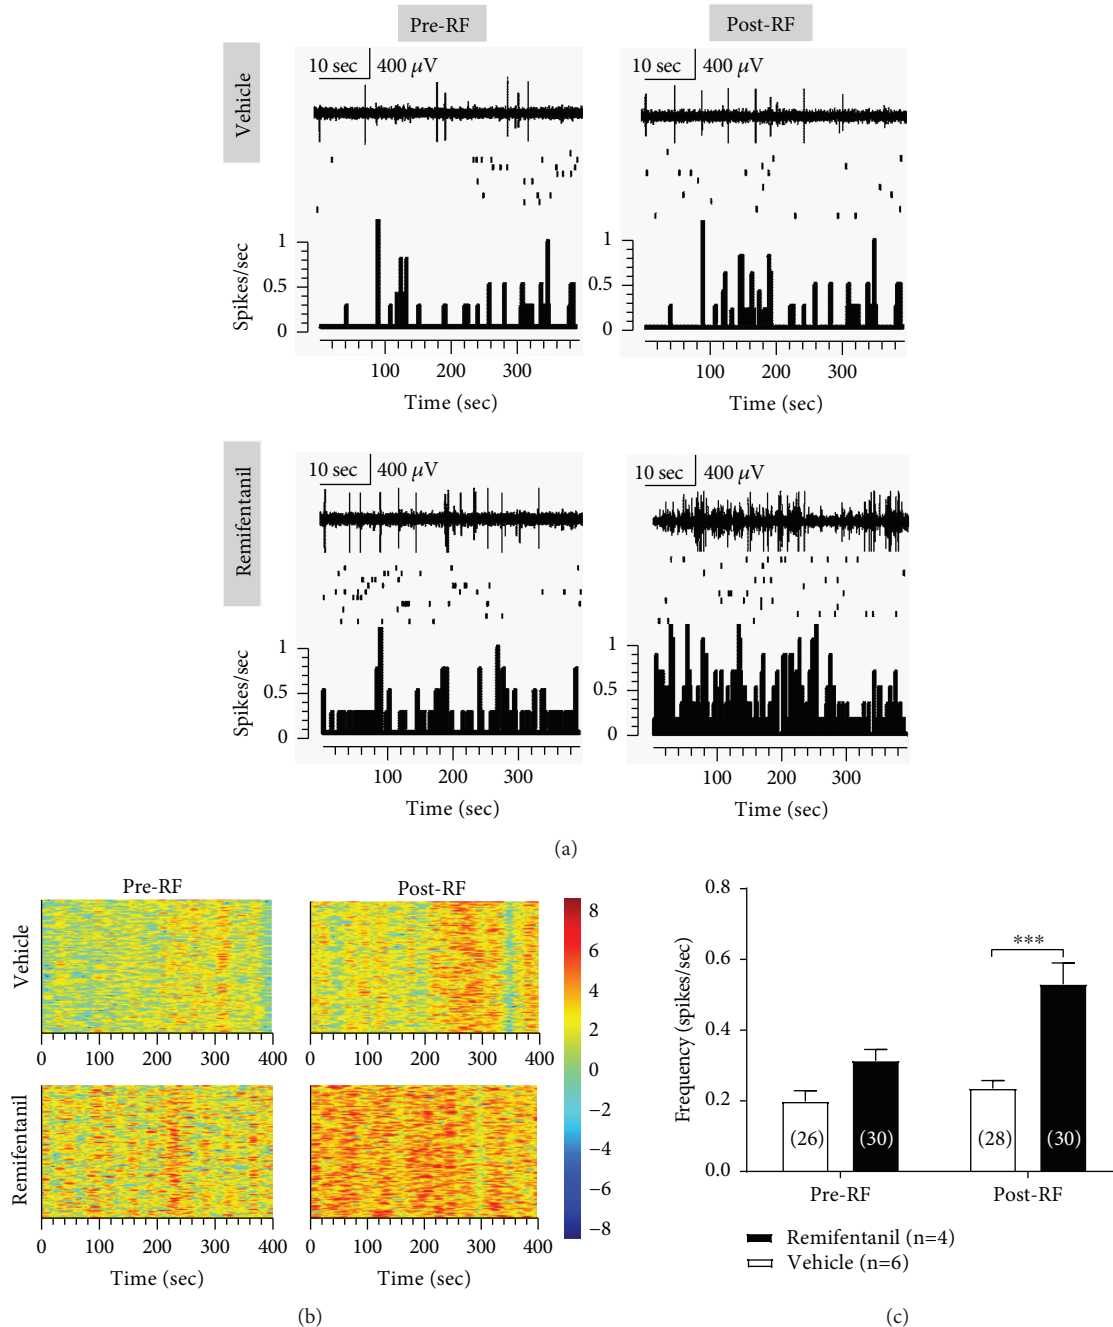 Pre-RF
Post-RF
Vehicle
10 sec 400 μV
10 sec 400 μV
Spikes/sec
1
0.5
0
1
0.5
0
100 200 300
100 200 300
Time (sec)
Time (sec)
Remifentanil
10 sec 400 μV
10 sec 400 μV
Spikes/sec
1
0.5
0
1
0.5
0
100 200 300
100 200 300
Time (sec)
Time (sec)
(a)
Pre-RF
Post-RF
Vehicle
0 100 200 300 400
0 100 200 300 400
Remifentanil
0 100 200 300 400
0 100 200 300 400
Time (sec)
Time (sec)
8
6
4
2
0
−2
−4
−6
−8
(b)
Frequency (spikes/sec)
0.8
0.6
0.4
0.2
0.0
***
(26) (30) (28) (30)
Pre-RF Post-RF
Remifentanil (n=4)
Vehicle (n=6)
(c)